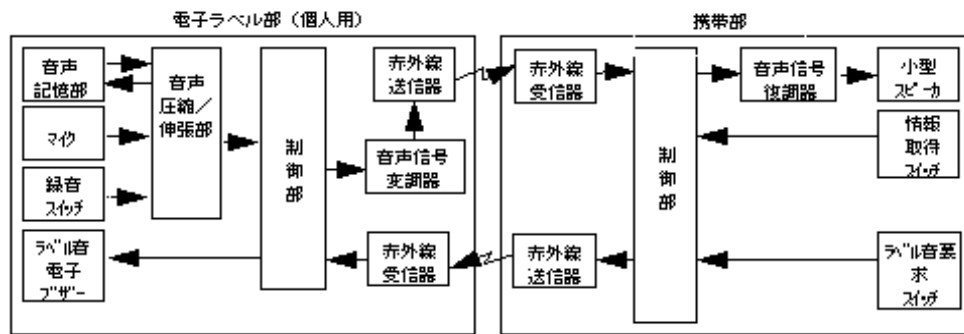 電子ラベル部（個人用）
携帯部
音声
記憶部
マイク
録音
スイッチ
ラベル音
電子
ブザー
音声
圧縮／
伸張部
制
御
部
赤外線
送信器
音声信号
変調器
赤外線
受信器
赤外線
受信器
赤外線
送信器
制
御
部
音声信号
復調器
小型
スピーカ
情報
取得
スイッチ
ラベル音要
求
スイッチ